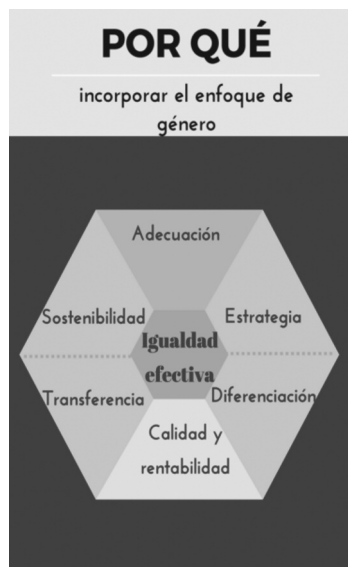 POR QUÉ
incorporar el enfoque de
género
Adecuación
Sostenibilidad
Estrategia
Igualdad
efectiva
Transferencia
Diferenciación
Calidad y
rentabilidad